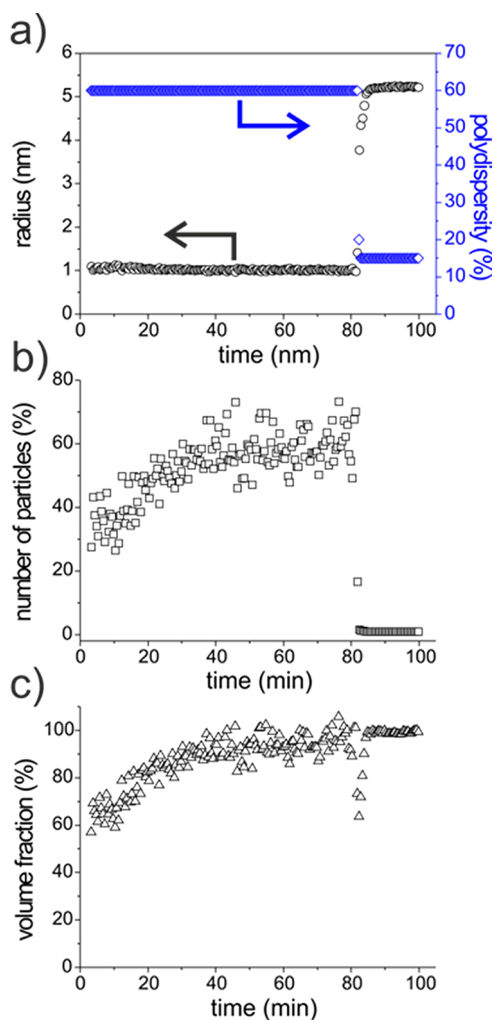 a)
6
5
4
3
2
1
0
radius (nm)
70
60
50
40
30
20
10
0
polydispersity (%)
0 20 40 60 80 100
time (nm)
b)
80
60
40
20
0
number of particles (%)
0 20 40 60 80 100
time (min)
c)
100
80
60
40
20
0
volume fraction (%)
0 20 40 60 80 100
time (min)